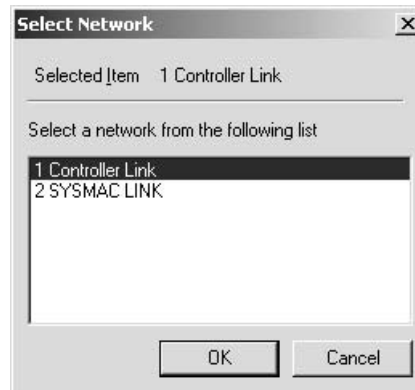 Select Network
Selected Item 1 Controller Link
Select a network from the following list
1 Controller Link
2 SYSMAC LINK
OK Cancel